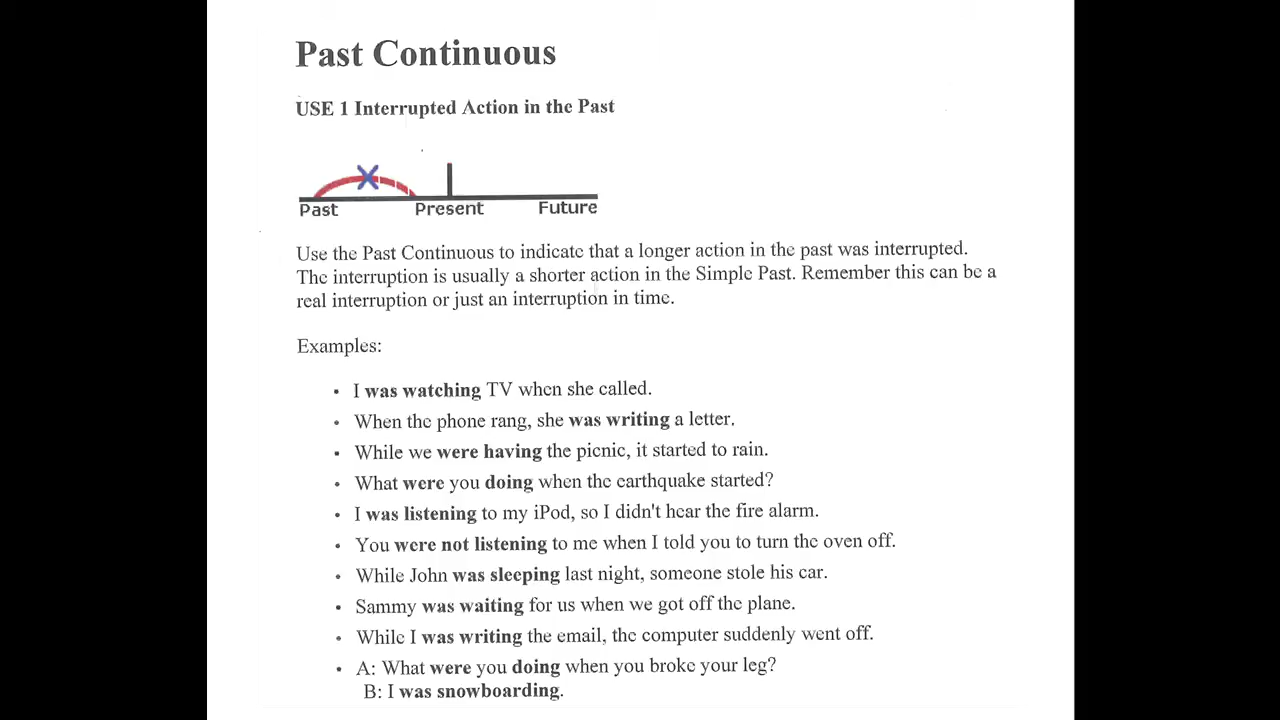 Past Continuous
USE 1 Interrupted Action in the Past
Past Present Future
Use the Past Continuous to indicate that a longer action in the past was interrupted.
The interruption is usually a shorter action in the Simple Past. Remember this can be a
real interruption or just an interruption in time.
Examples:
• I was watching TV when she called.
• When the phone rang, she was writing a letter.
• While we were having the picnic, it started to rain.
• What were you doing when the earthquake started?
• I was listening to my iPod, so I didn't hear the fire alarm.
• You were not listening to me when I told you to turn the oven off.
• While John was sleeping last night, someone stole his car.
• Sammy was waiting for us when we got off the plane.
• While I was writing the email, the computer suddenly went off.
• A: What were you doing when you broke your leg?
B: I was snowboarding.